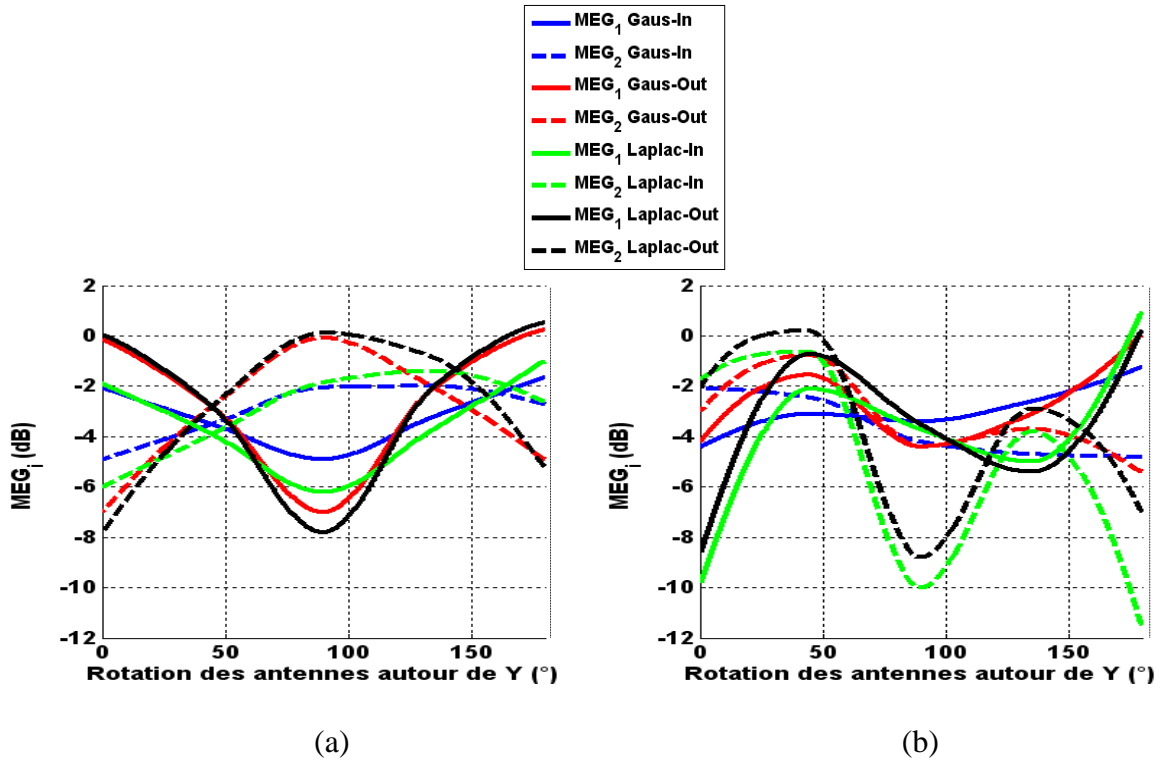 MEG1 Gaus-In
MEG2 Gaus-In
MEG1 Gaus-Out
MEG2 Gaus-Out
MEG1 Laplac-In
MEG2 Laplac-In
MEG1 Laplac-Out
MEG2 Laplac-Out
2
0
-2
-4
-6
-8
-10
-12
MEGi (dB)
0 50 100 150
Rotation des antennes autour de Y (°)
(a)
2
0
-2
-4
-6
-8
-10
-12
MEGi (dB)
0 50 100 150
Rotation des antennes autour de Y (°)
(b)